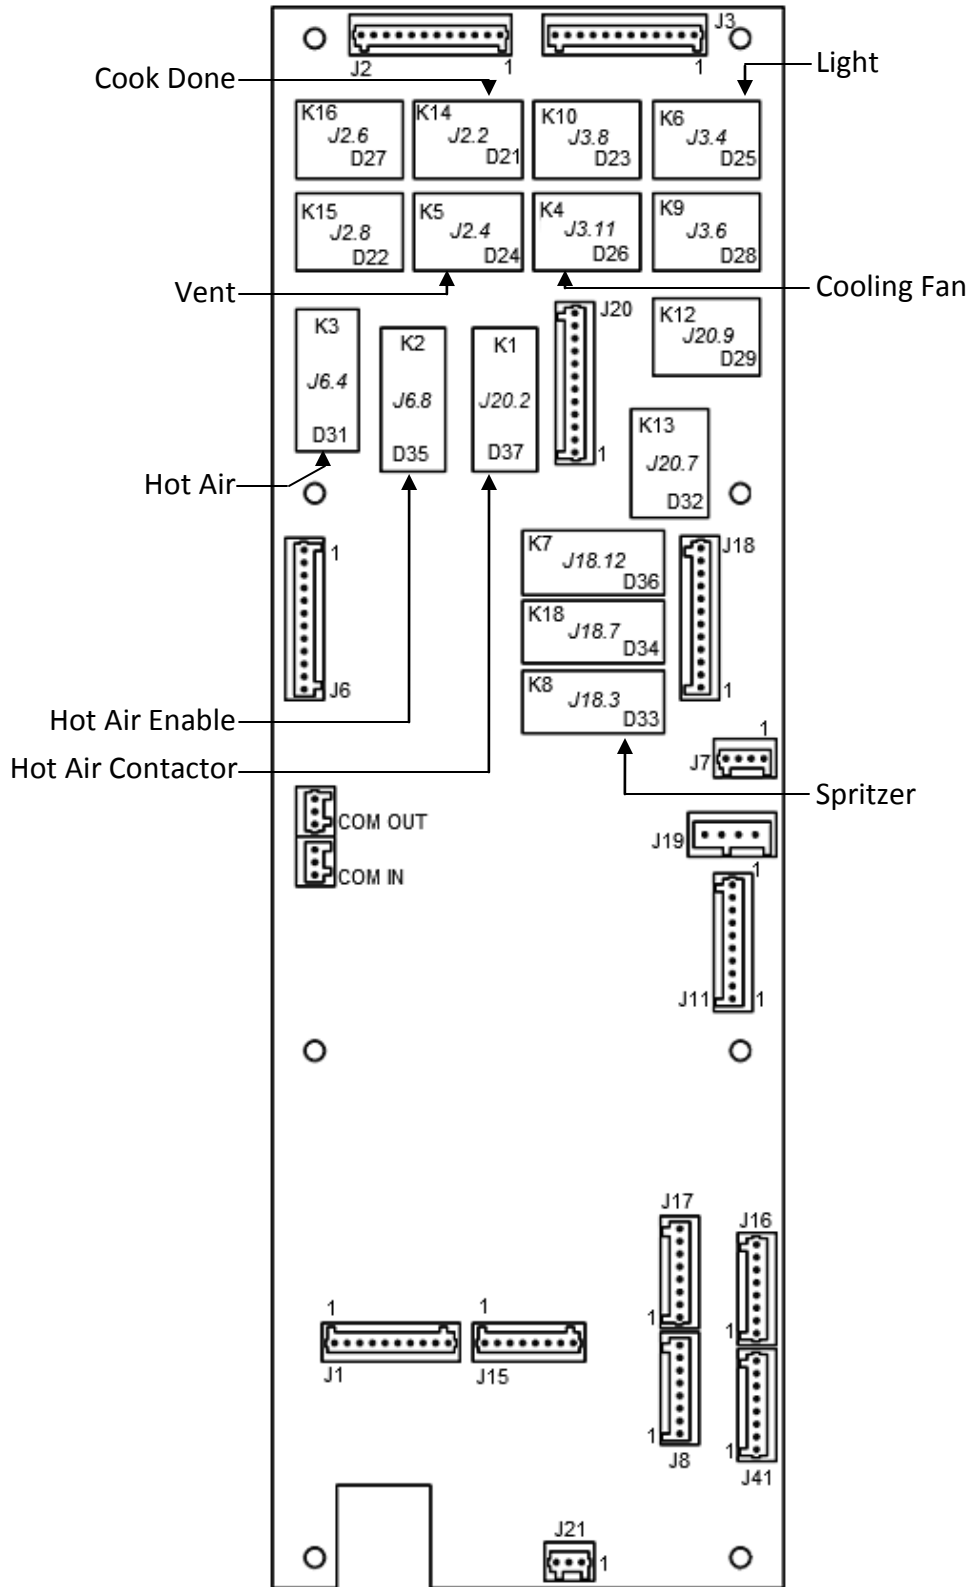 J3
J2
1
1
Cook Done
Light
K16
J2.6
D27
K14
J2.2
D21
K10
J3.8
D23
K6
J3.4
D25
K15
J2.8
D22
K5
J2.4
D24
K4
J3.11
D26
K9
J3.6
D28
Vent
Cooling Fan
J20
1
K3
J6.4
D31
K2
J6.8
D35
K1
J20.2
D37
K12
J20.9
D29
K13
J20.7
D32
Hot Air
1
J6
K7
J18.12
D36
K18
J18.7
D34
K8
J18.3
D33
J18
1
Hot Air Enable
Hot Air Contactor
1
J7
Spritzer
COM OUT
COM IN
J19
1
J11
1
J17
1
J16
1
1
J1
1
J15
1
J8
1
J41
J21
1